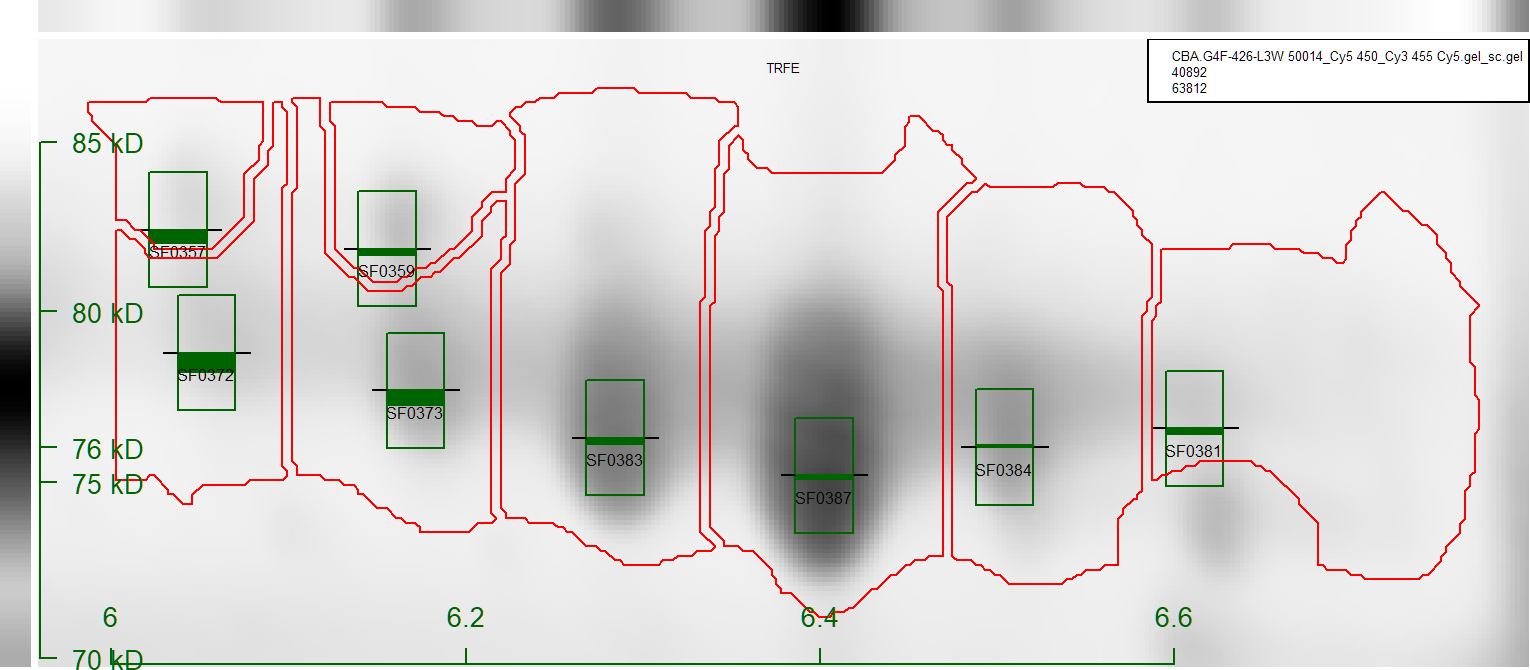 TRFE
CBA.G4F-426-L3W 50014_Cy5 450_Cy3 455 Cy5.gel_sc.gel
40892
63812
85 kD
SF0357
SF0359
80 kD
SF0372
SF0373
76 kD
SF0383
SF0381
SF0384
75 kD
SF0387
6
6.2
6.4
6.6
70 kD